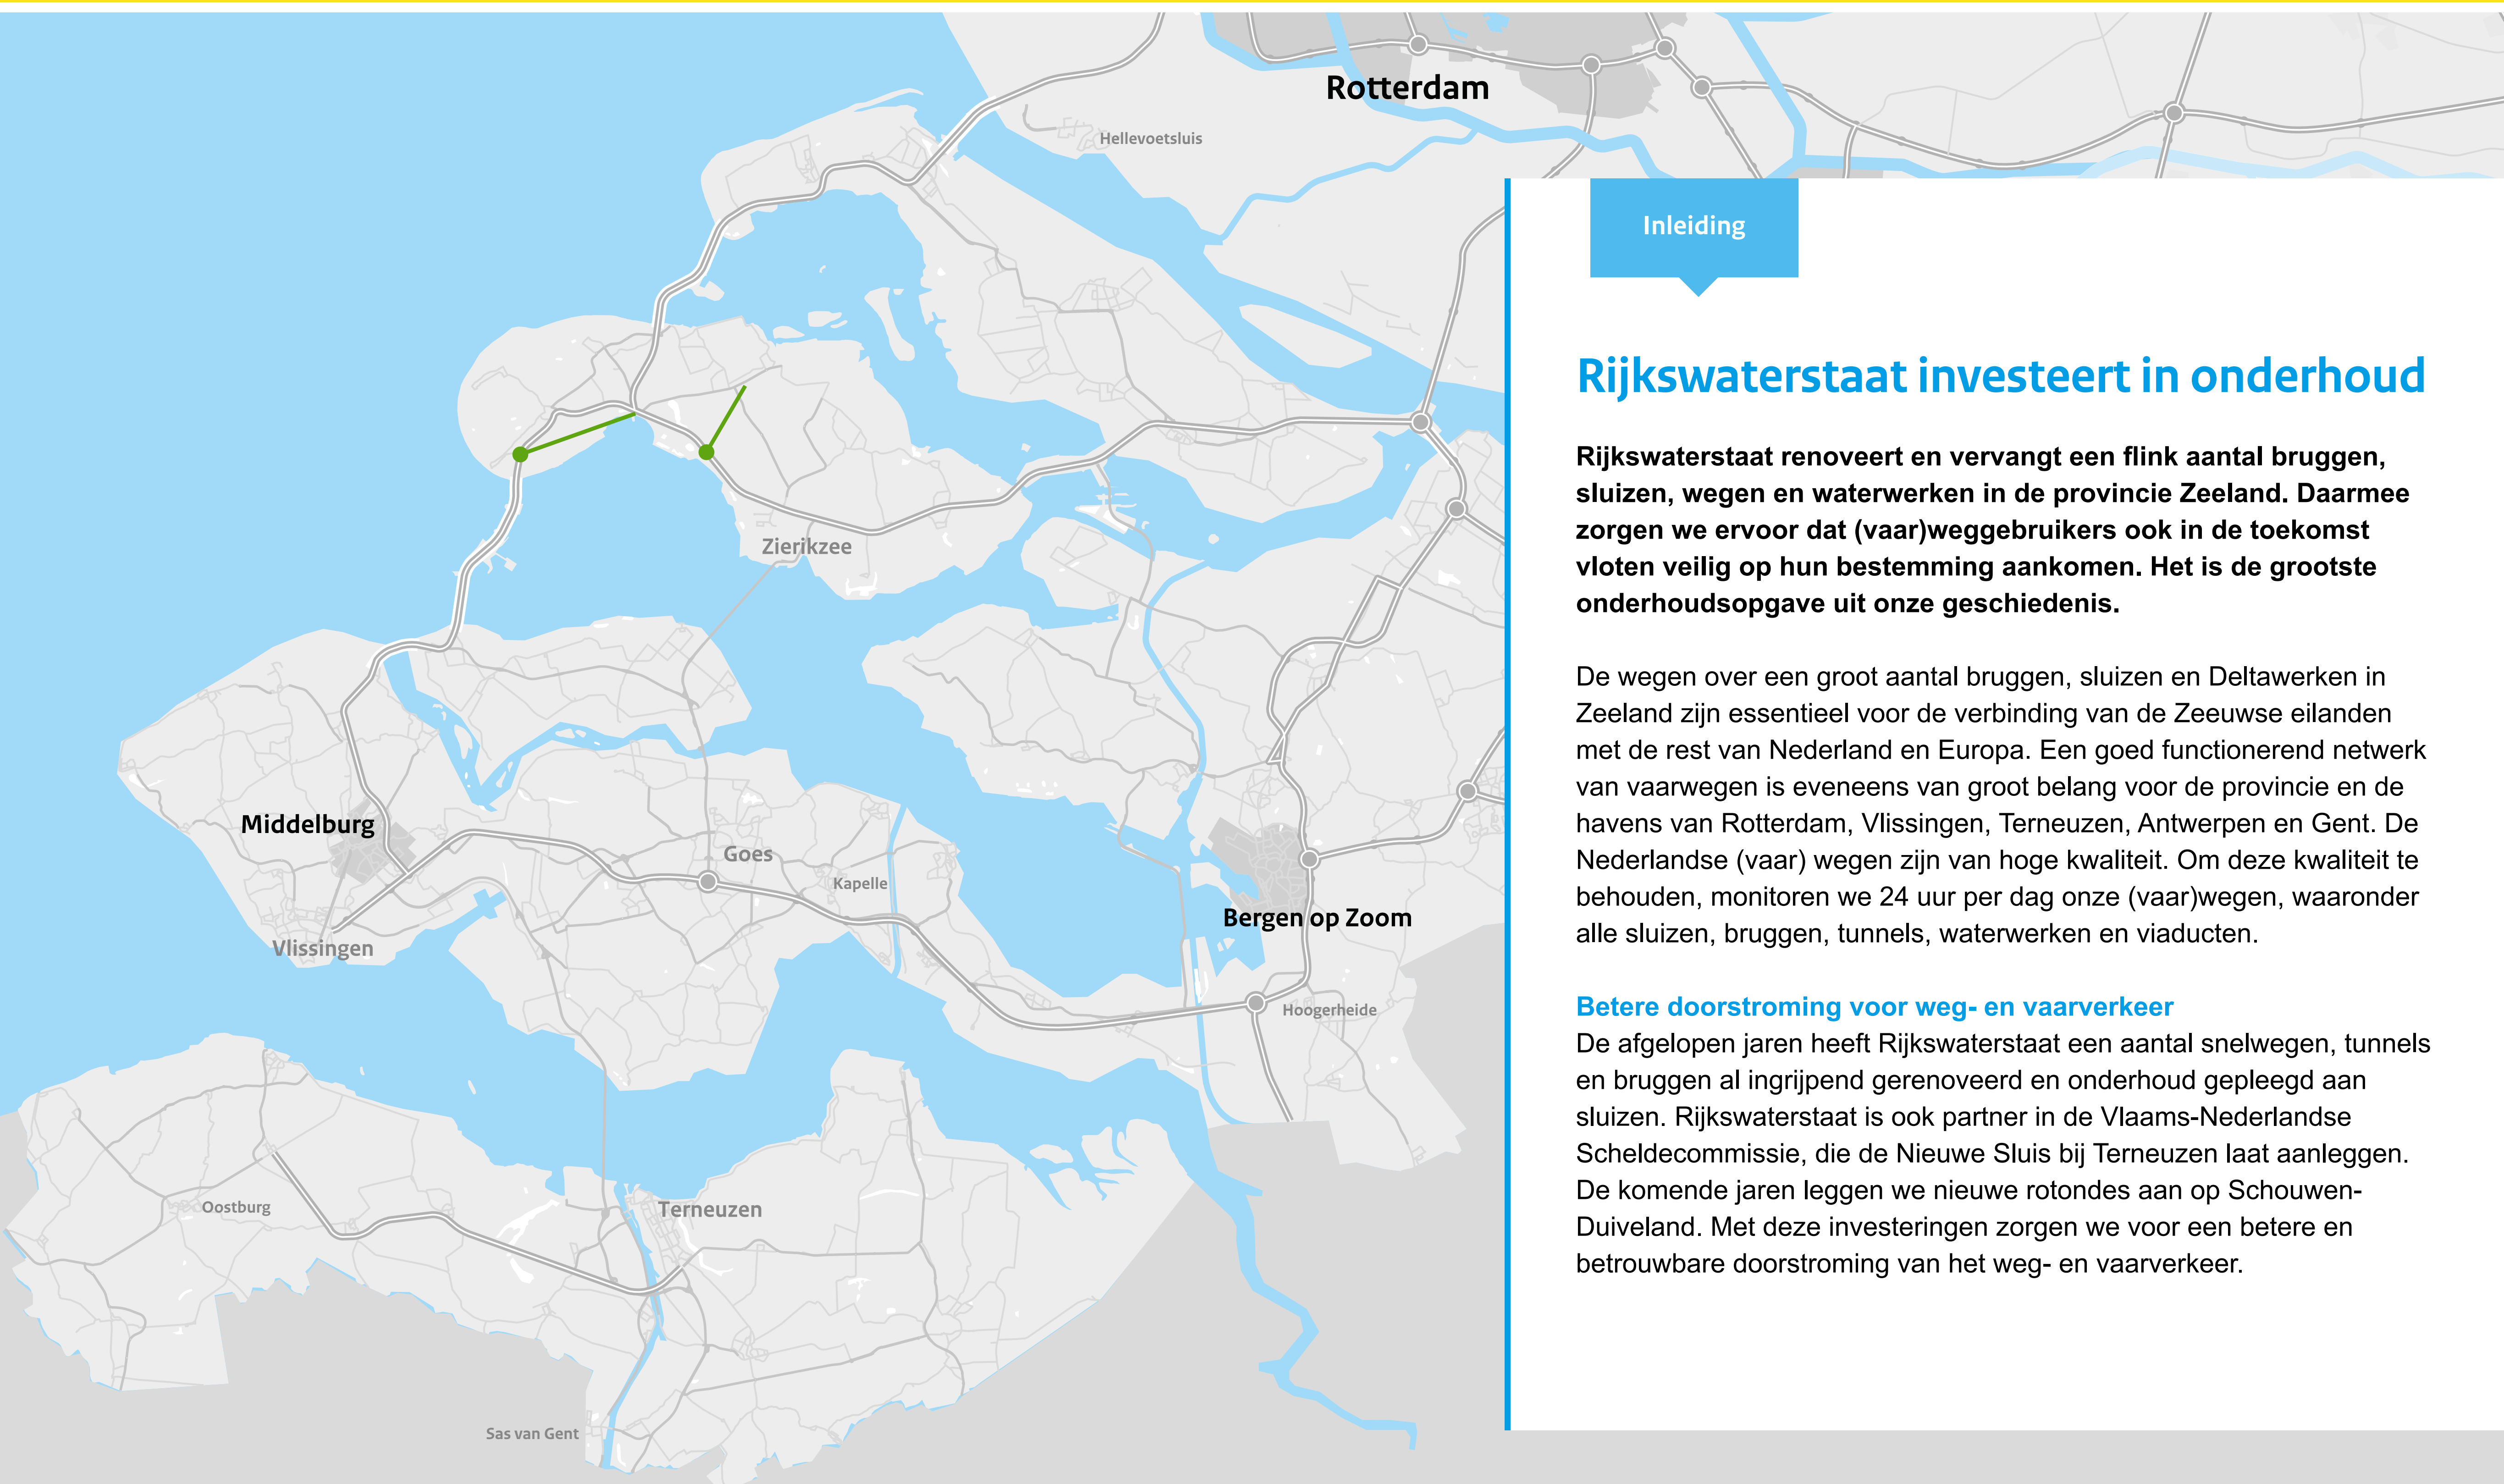 Rotterdam
Hellevoetsluis
Zierikzee
Middelburg
Goes
Kapelle
Vlissingen
Bergen op Zoom
Hoogerheide
Oostburg
Terneuzen
Sas van Gent
Inleiding
Rijkswaterstaat investeert in onderhoud
Rijkswaterstaat renoveert en vervangt een flink aantal bruggen,
sluizen, wegen en waterwerken in de provincie Zeeland. Daarmee
zorgen we ervoor dat (vaar)weggebruikers ook in de toekomst
vloten veilig op hun bestemming aankomen. Het is de grootste
onderhoudsopgave uit onze geschiedenis.
De wegen over een groot aantal bruggen, sluizen en Deltawerken in
Zeeland zijn essentieel voor de verbinding van de Zeeuwse eilanden
met de rest van Nederland en Europa. Een goed functionerend netwerk
van vaarwegen is eveneens van groot belang voor de provincie en de
havens van Rotterdam, Vlissingen, Terneuzen, Antwerpen en Gent. De
Nederlandse (vaar) wegen zijn van hoge kwaliteit. Om deze kwaliteit te
behouden, monitoren we 24 uur per dag onze (vaar)wegen, waaronder
alle sluizen, bruggen, tunnels, waterwerken en viaducten.
Betere doorstroming voor weg- en vaarverkeer
De afgelopen jaren heeft Rijkswaterstaat een aantal snelwegen, tunnels
en bruggen al ingrijpend gerenoveerd en onderhoud gepleegd aan
sluizen. Rijkswaterstaat is ook partner in de Vlaams-Nederlandse
Scheldecommissie, die de Nieuwe Sluis bij Terneuzen laat aanleggen.
De komende jaren leggen we nieuwe rotondes aan op Schouwen-
Duiveland. Met deze investeringen zorgen we voor een betere en
betrouwbare doorstroming van het weg- en vaarverkeer.